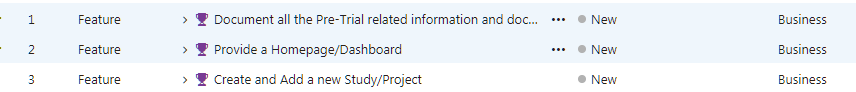 1 Feature Document all the Pre-Trial related information and doc... ••• New Business
2 Feature Provide a Homepage/Dashboard ••• New Business
3 Feature Create and Add a new Study/Project New Business